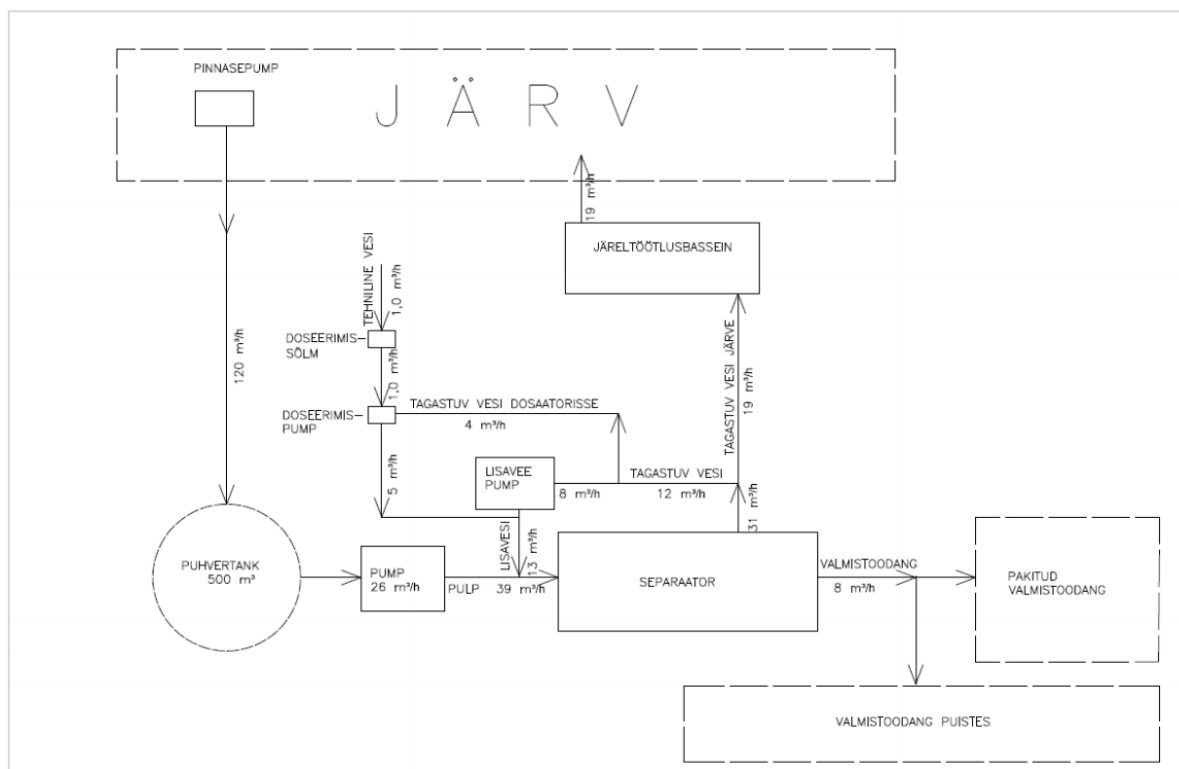 PINNASEPUMP
JÄRV
19 m³/h
JÄRELTÖÖTLUSBASSEIN
TEHNILINE VESI
1,0 m³/h
DOSEERIMIS-
SÕLM
1,0 m³/h
120 m³/h
TAGASTUV VESI JÄRVE
19 m³/h
DOSEERIMIS-
PUMP
TAGASTUV VESI DOSAATORISSE
4 m³/h
5 m³/h
LISAVEE
PUMP
8 m³/h
TAGASTUV VESI
12 m³/h
31 m³/h
LISAVESI
13 m³/h
PUHVERTANK
500 m³
PUMP
26 m³/h
PULP
39 m³/h
SEPARAATOR
VALMISTOODANG
8 m³/h
PAKITUD
VALMISTOODANG
VALMISTOODANG PUISTES